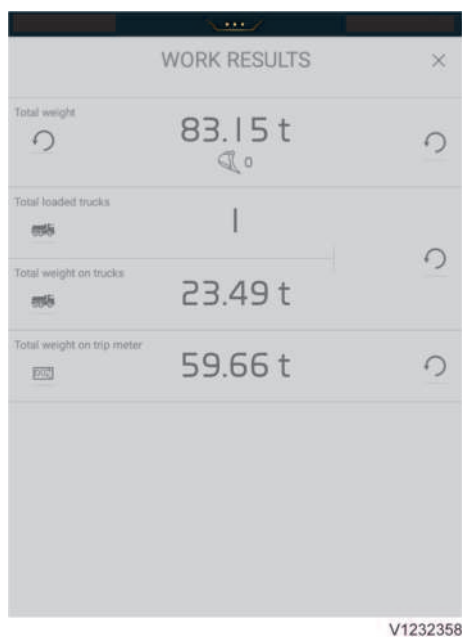 WORK RESULTS
Total weight
83.15 t
0
Total loaded trucks
1
Total weight on trucks
23.49 t
Total weight on trip meter
59.66 t
V1232358